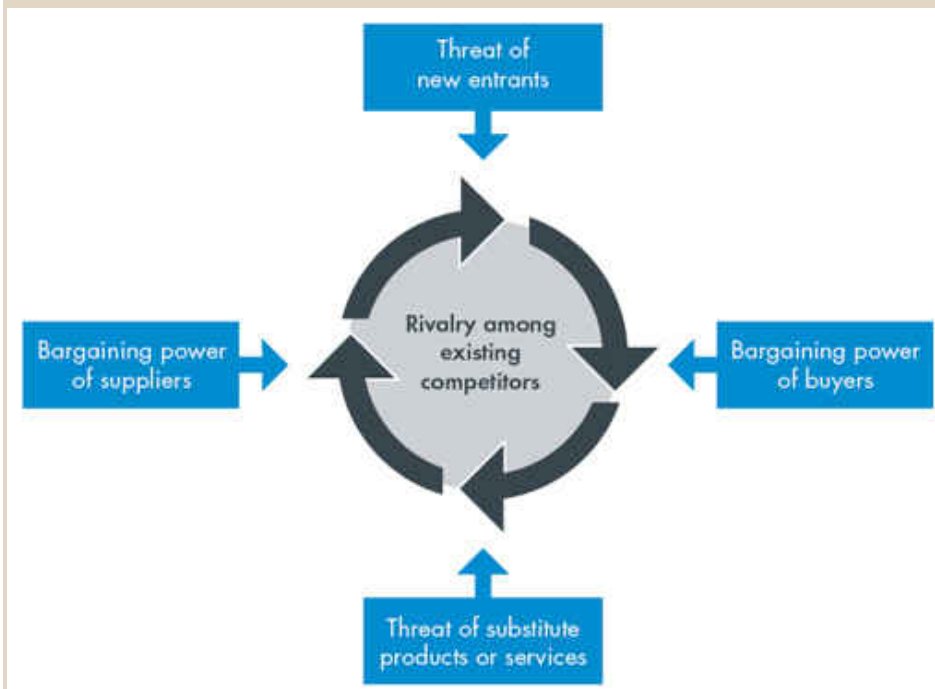 Threat of
new entrants
Bargaining power
of suppliers
Rivalry among
existing
competitors
Bargaining power
of buyers
Threat of substitute
products or services